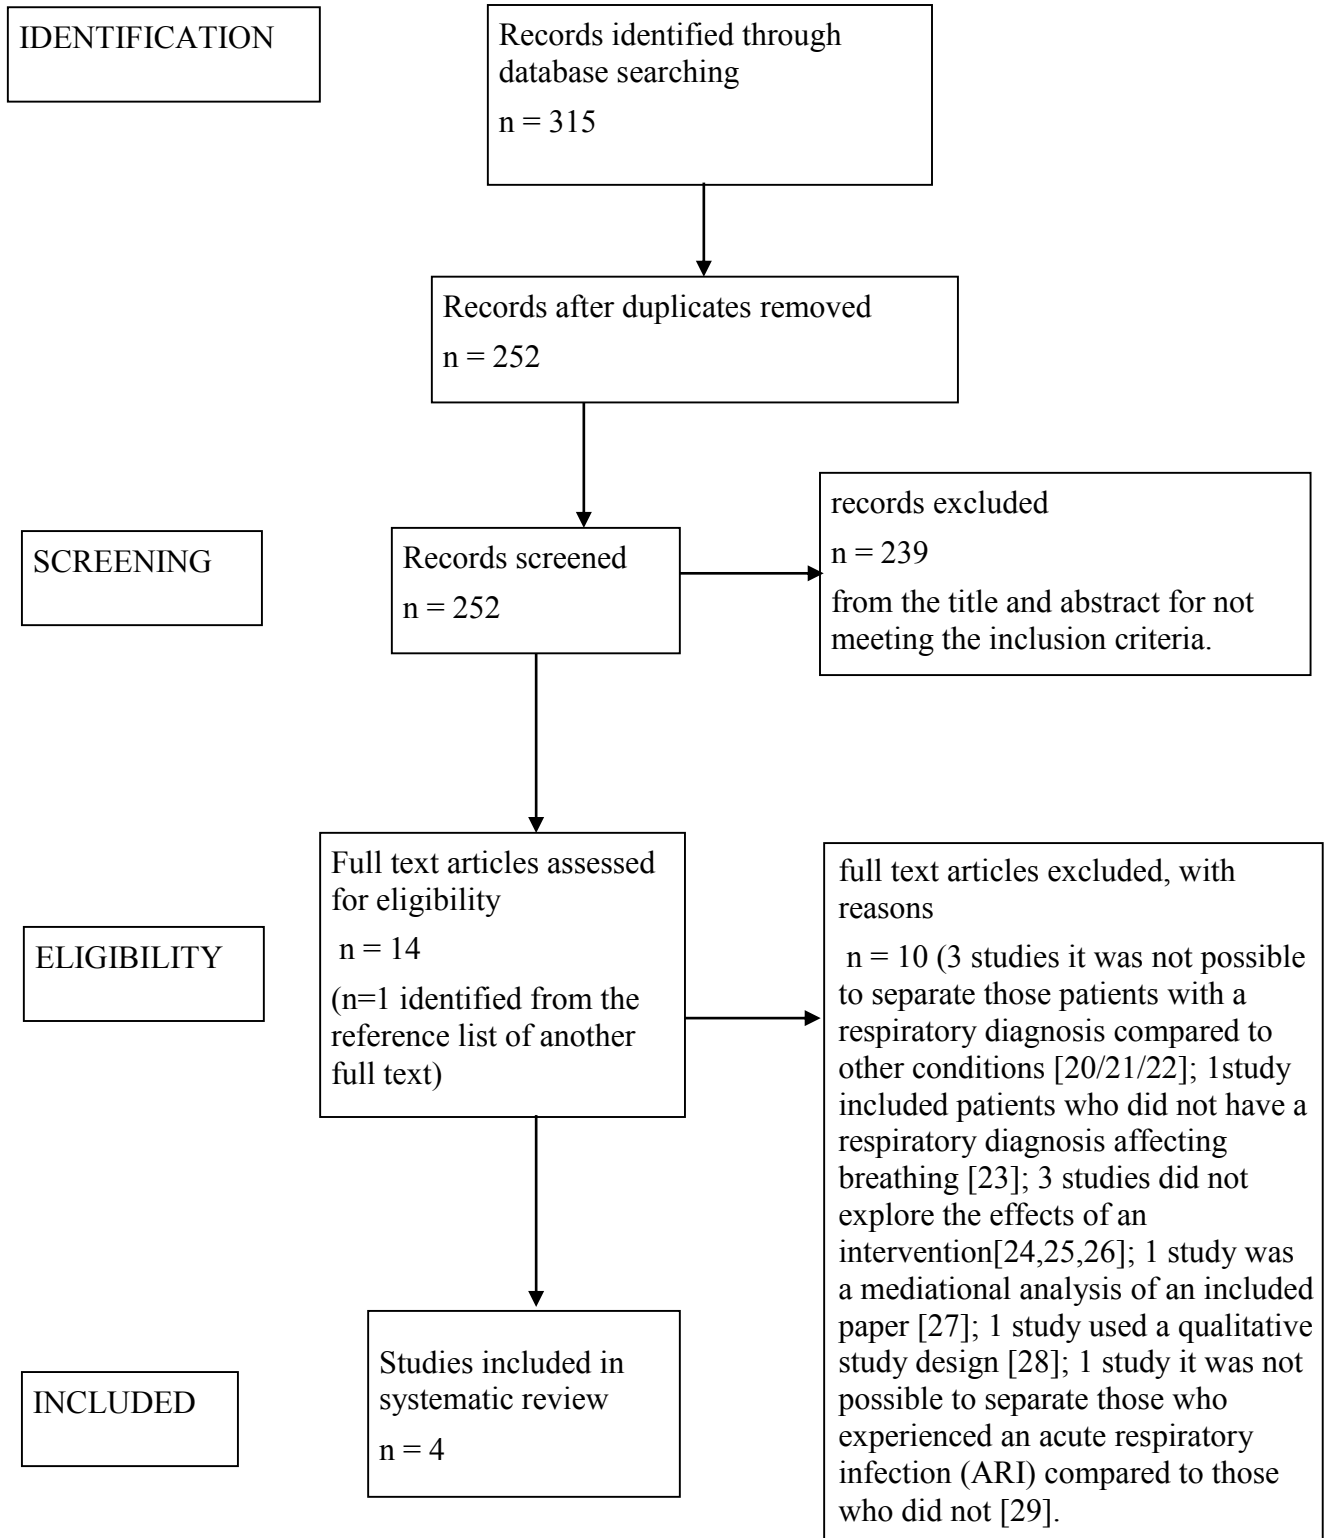 IDENTIFICATION
Records identified through
database searching
n = 315
Records after duplicates removed
n = 252
SCREENING
Records screened
n = 252
records excluded
n = 239
from the title and abstract for not
meeting the inclusion criteria.
ELIGIBILITY
Full text articles assessed
for eligibility
n = 14
(n=1 identified from the
reference list of another
full text)
full text articles excluded, with
reasons
n = 10 (3 studies it was not possible
to separate those patients with a
respiratory diagnosis compared to
other conditions [20/21/22]; 1study
included patients who did not have a
respiratory diagnosis affecting
breathing [23]; 3 studies did not
explore the effects of an
intervention[24,25,26]; 1 study was
a mediational analysis of an included
paper [27]; 1 study used a qualitative
study design [28]; 1 study it was not
possible to separate those who
experienced an acute respiratory
infection (ARI) compared to those
who did not [29].
INCLUDED
Studies included in
systematic review
n = 4